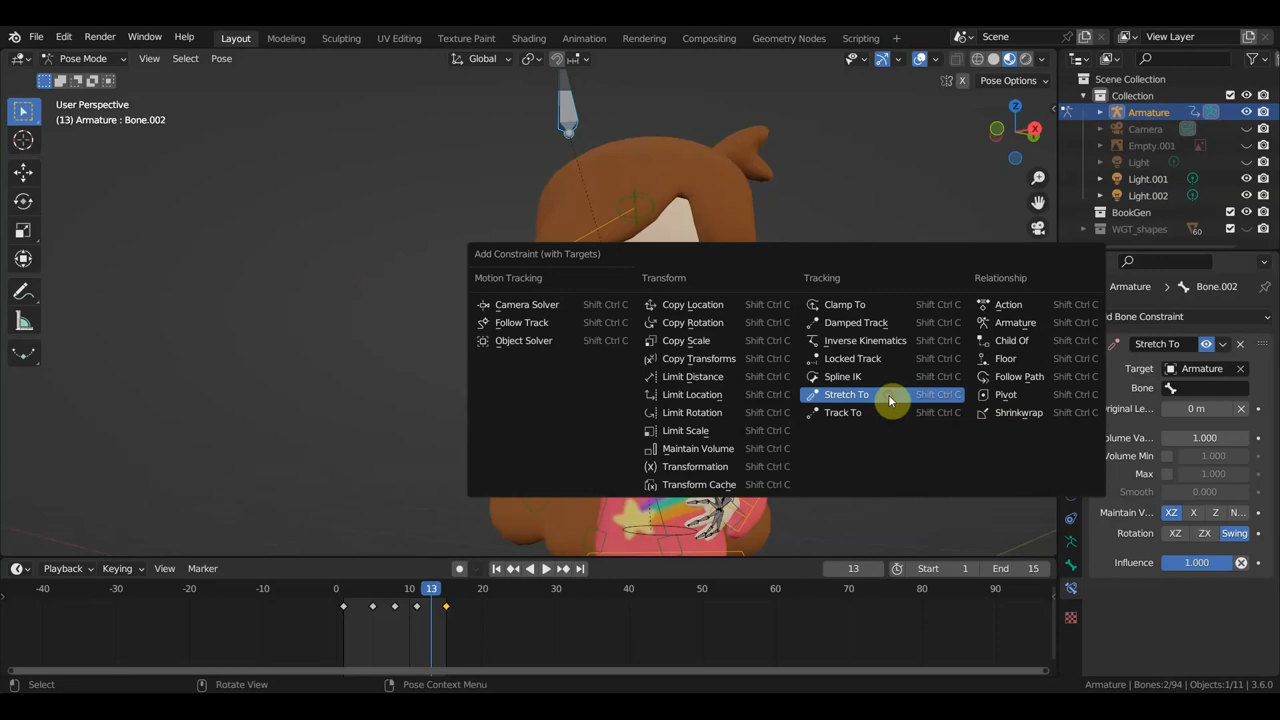 File Edit Render Window Help Layout Modeling Sculpting UV Editing Texture Paint Shading Animation Rendering Compositing Geometry Nodes Scripting + Scene View Layer
Pose Mode View Select Pose Global
X Pose Options
User Perspective
(13) Armature : Bone.002
Z
X
Scene Collection
Collection
Armature
Camera
Empty.001
Light
Light.001
Light.002
BookGen
WGT_shapes 60
Add Constraint (with Targets)
Motion Tracking Transform Tracking Relationship
Camera Solver Shift Ctrl C Copy Location Shift Ctrl C Clamp To Shift Ctrl C Action Shift Ctrl C
Follow Track Shift Ctrl C Copy Rotation Shift Ctrl C Damped Track Shift Ctrl C Armature Shift Ctrl C
Object Solver Shift Ctrl C Copy Scale Shift Ctrl C Inverse Kinematics Shift Ctrl C Child Of Shift Ctrl C
Copy Transforms Shift Ctrl C Locked Track Shift Ctrl C Floor Shift Ctrl C
Limit Distance Shift Ctrl C Spline IK Shift Ctrl C Follow Path Shift Ctrl C
Limit Location Shift Ctrl C Stretch To Shift Ctrl C Pivot Shift Ctrl C
Limit Rotation Shift Ctrl C Track To Shift Ctrl C Shrinkwrap Shift Ctrl C
Limit Scale Shift Ctrl C
Maintain Volume Shift Ctrl C
Transformation Shift Ctrl C
Transform Cache Shift Ctrl C
Armature Bone.002
Add Bone Constraint
Stretch To
Target Armature
Bone
Original Le... 0 m
Volume Va... 1.000
Volume Min 1.000
Max 1.000
Smooth 0.000
Maintain V... XZ X Z N...
Rotation XZ ZX Swing
Influence 1.000
Playback Keying View Marker 13 Start 1 End 15
-40 -30 -20 -10 0 10 13 20 30 40 50 60 70 80 90
Select Rotate View Pose Context Menu Armature | Bones:2/94 | Objects:1/11 | 3.6.0